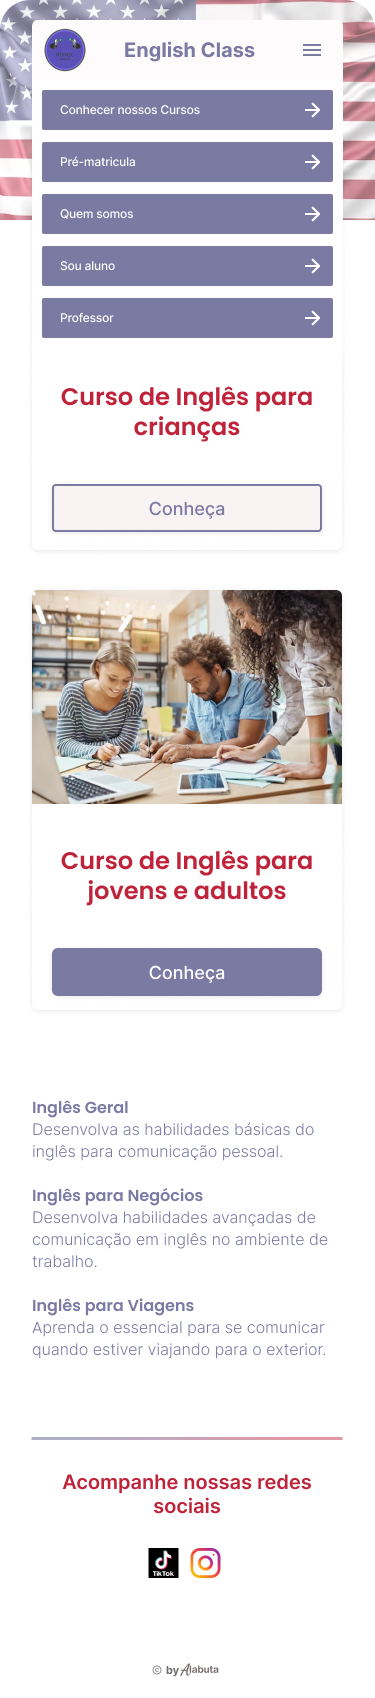 English Class
Conhecer nossos Cursos
Pré-matricula
Quem somos
Sou aluno
Professor
Curso de Inglês para
crianças
Conheça
Curso de Inglês para
jovens e adultos
Conheça
Inglês Geral
Desenvolva as habilidades básicas do
inglês para comunicação pessoal.
Inglês para Negócios
Desenvolva habilidades avançadas de
comunicação em inglês no ambiente de
trabalho.
Inglês para Viagens
Aprenda o essencial para se comunicar
quando estiver viajando para o exterior.
Acompanhe nossas redes
sociais
TikTok
© by Alabuta